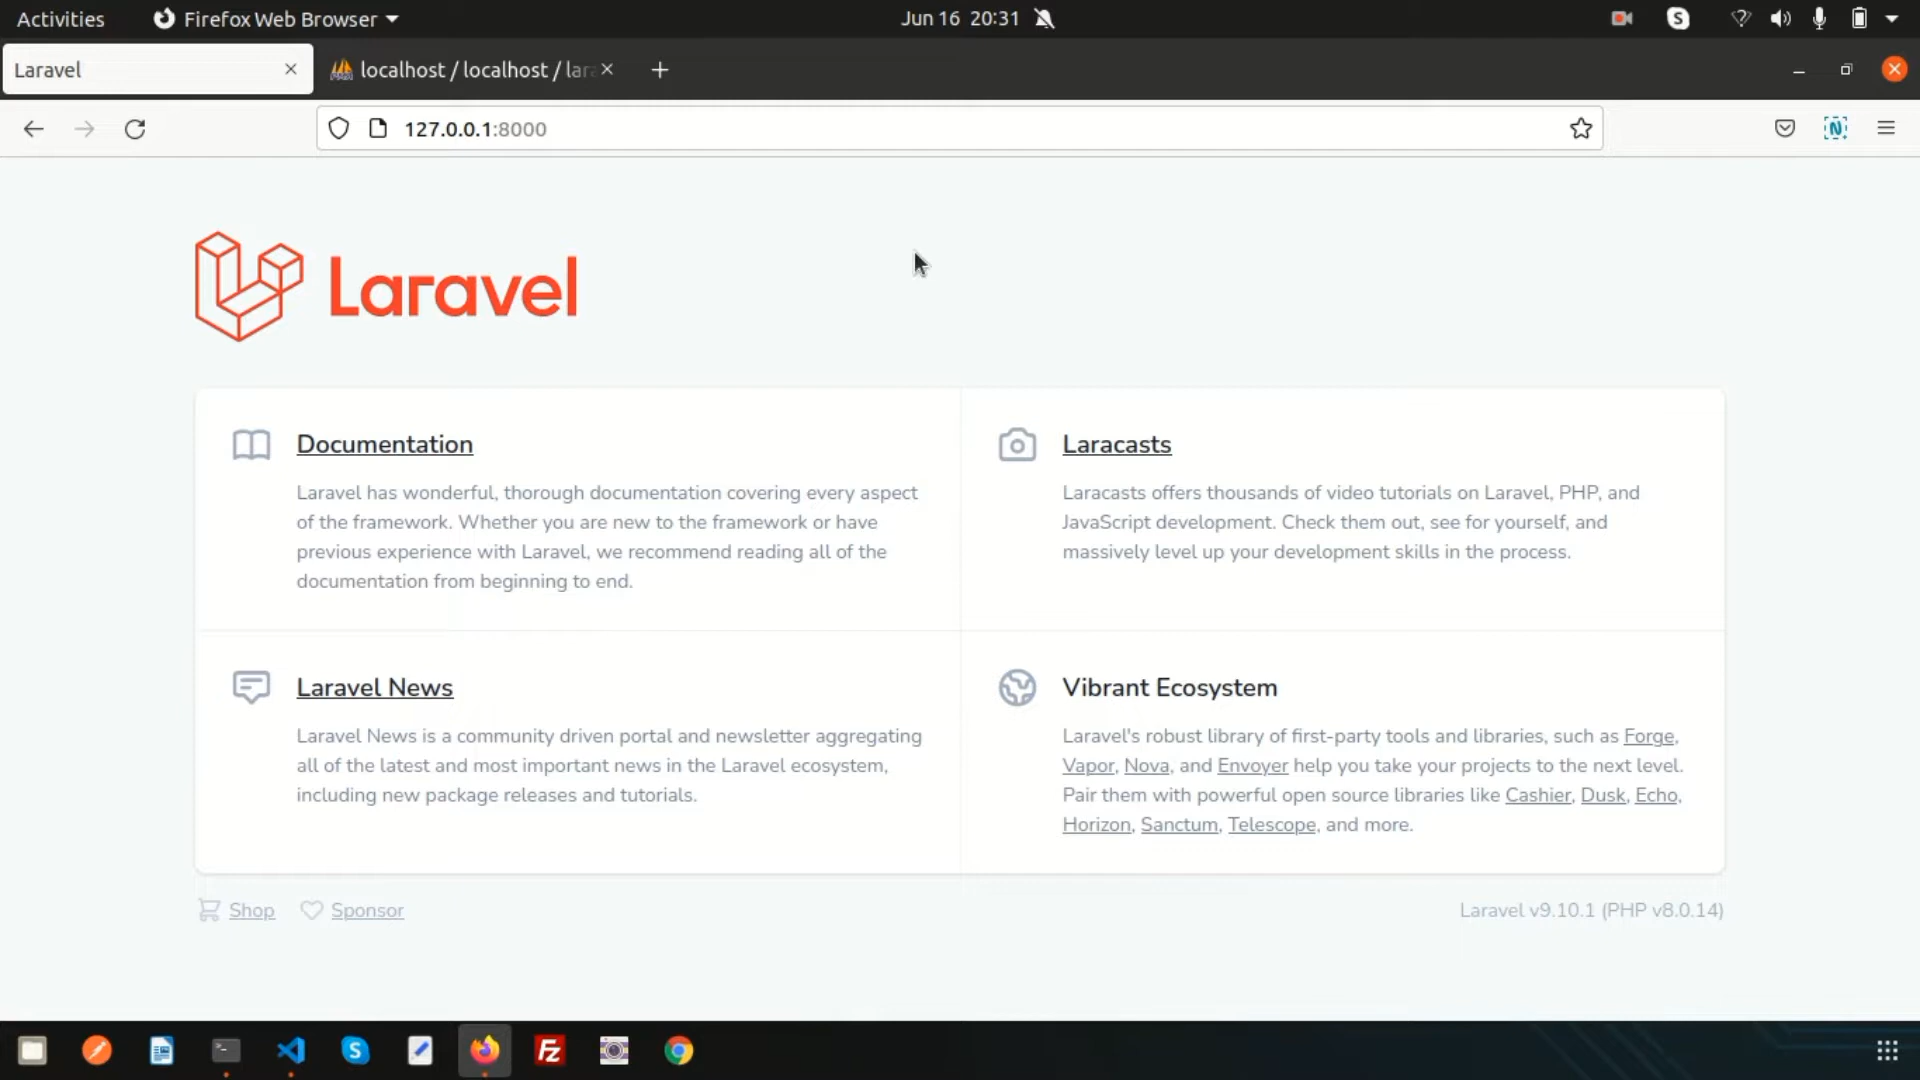 Activities
Firefox Web Browser
Jun 16 20:31
Laravel
localhost / localhost / lar
127.0.0.1:8000
Laravel
Documentation
Laravel has wonderful, thorough documentation covering every aspect
of the framework. Whether you are new to the framework or have
previous experience with Laravel, we recommend reading all of the
documentation from beginning to end.
Laracasts
Laracasts offers thousands of video tutorials on Laravel, PHP, and
JavaScript development. Check them out, see for yourself, and
massively level up your development skills in the process.
Laravel News
Laravel News is a community driven portal and newsletter aggregating
all of the latest and most important news in the Laravel ecosystem,
including new package releases and tutorials.
Vibrant Ecosystem
Laravel's robust library of first-party tools and libraries, such as Forge,
Vapor, Nova, and Envoyer help you take your projects to the next level.
Pair them with powerful open source libraries like Cashier, Dusk, Echo,
Horizon, Sanctum, Telescope, and more.
Shop
Sponsor
Laravel v9.10.1 (PHP v8.0.14)